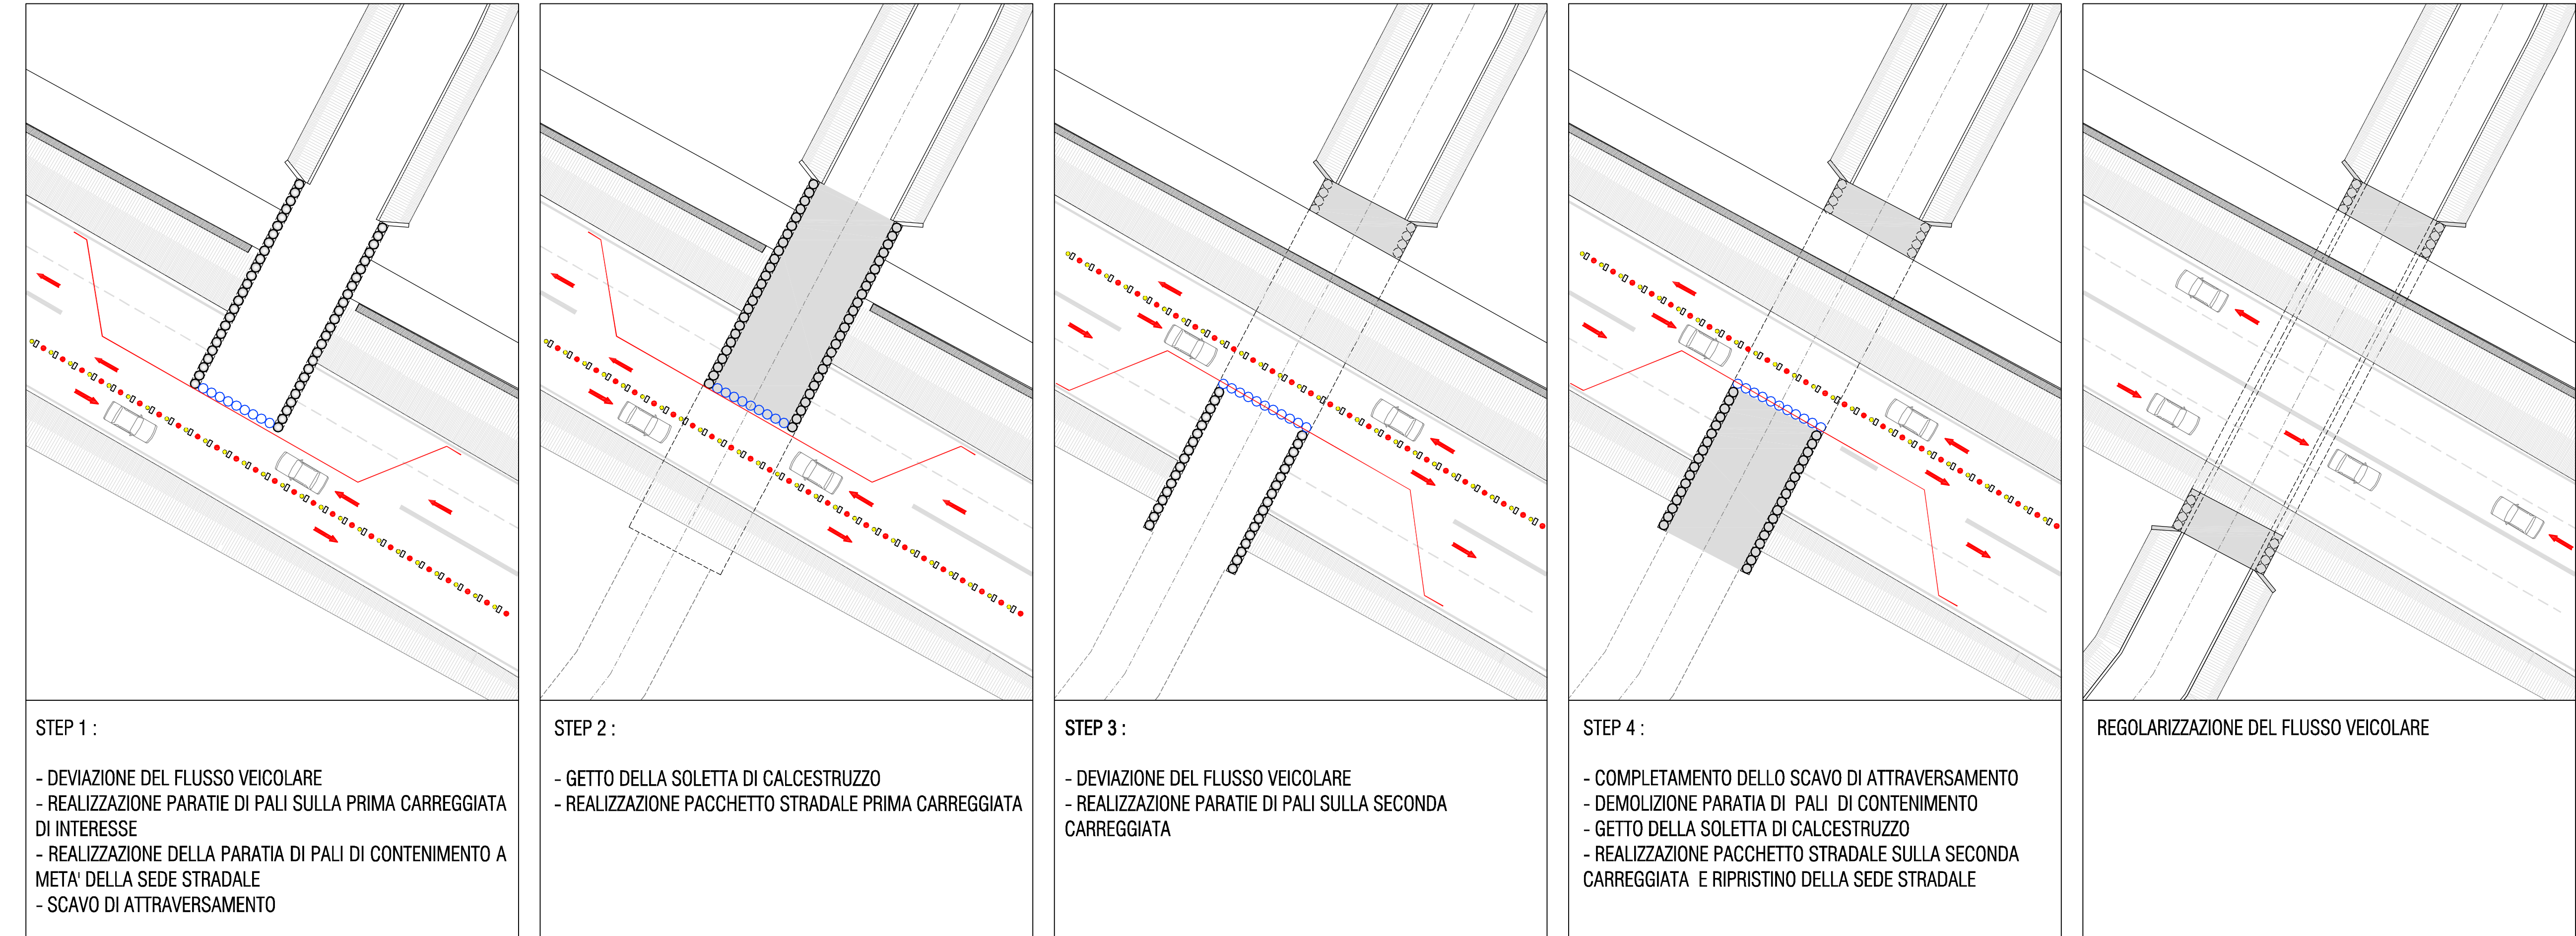 STEP 1 :
- DEVIAZIONE DEL FLUSSO VEICOLARE
- REALIZZAZIONE PARATIE DI PALI SULLA PRIMA CARREGGIATA
DI INTERESSE
- REALIZZAZIONE DELLA PARATIA DI PALI DI CONTENIMENTO A
META' DELLA SEDE STRADALE
- SCAVO DI ATTRAVERSAMENTO
STEP 2 :
- GETTO DELLA SOLETTA DI CALCESTRUZZO
- REALIZZAZIONE PACCHETTO STRADALE PRIMA CARREGGIATA
STEP 3 :
- DEVIAZIONE DEL FLUSSO VEICOLARE
- REALIZZAZIONE PARATIE DI PALI SULLA SECONDA
CARREGGIATA
STEP 4 :
- COMPLETAMENTO DELLO SCAVO DI ATTRAVERSAMENTO
- DEMOLIZIONE PARATIA DI PALI DI CONTENIMENTO
- GETTO DELLA SOLETTA DI CALCESTRUZZO
- REALIZZAZIONE PACCHETTO STRADALE SULLA SECONDA
CARREGGIATA E RIPRISTINO DELLA SEDE STRADALE
REGOLARIZZAZIONE DEL FLUSSO VEICOLARE